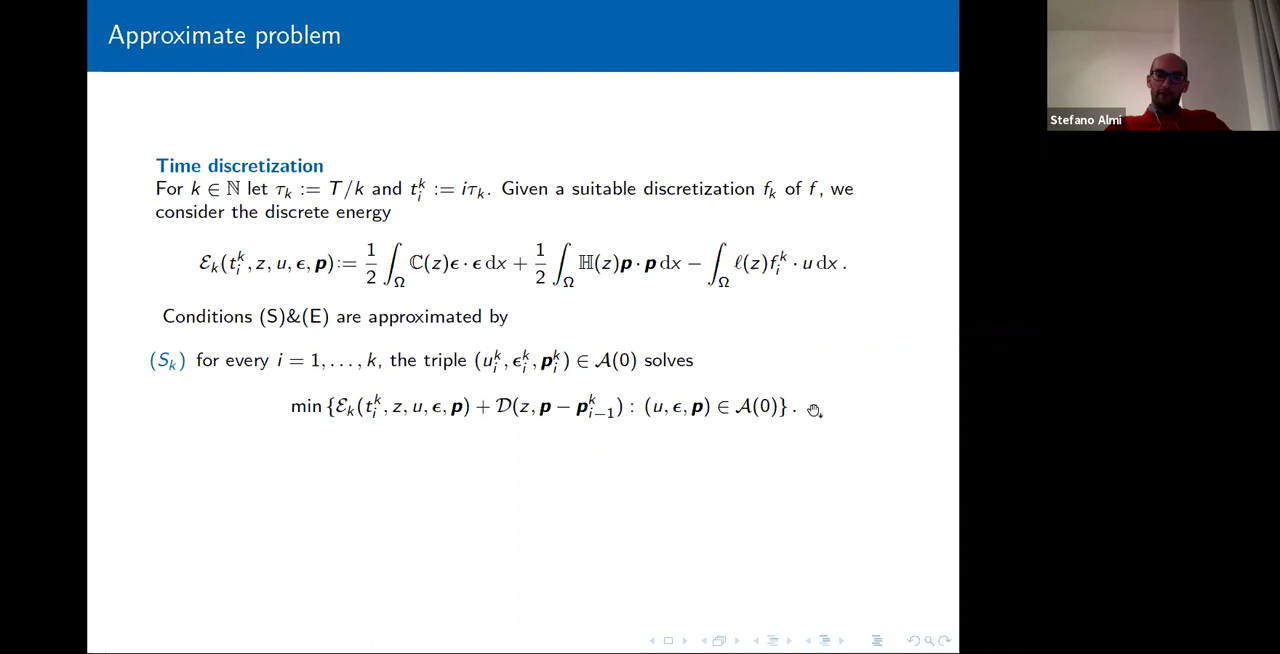 Approximate problem
Stefano Almi
Time discretization
For k ∈ ℕ let τ_k := T/k and t_i^k := iτ_k. Given a suitable discretization f_k of f, we
consider the discrete energy
ℰ_k(t_i^k, z, u, ϵ, p) := 1/2 ∫_Ω ℂ(z)ϵ · ϵ dx + 1/2 ∫_Ω ℍ(z)p · p dx − ∫_Ω ℓ(z)f_i^k · u dx .
Conditions (S)&(E) are approximated by
(S_k) for every i = 1, . . . , k, the triple (u_i^k, ϵ_i^k, p_i^k) ∈ 𝒜(0) solves
min {ℰ_k(t_i^k, z, u, ϵ, p) + 𝒟(z, p − p_{i−1}^k) : (u, ϵ, p) ∈ 𝒜(0)} .